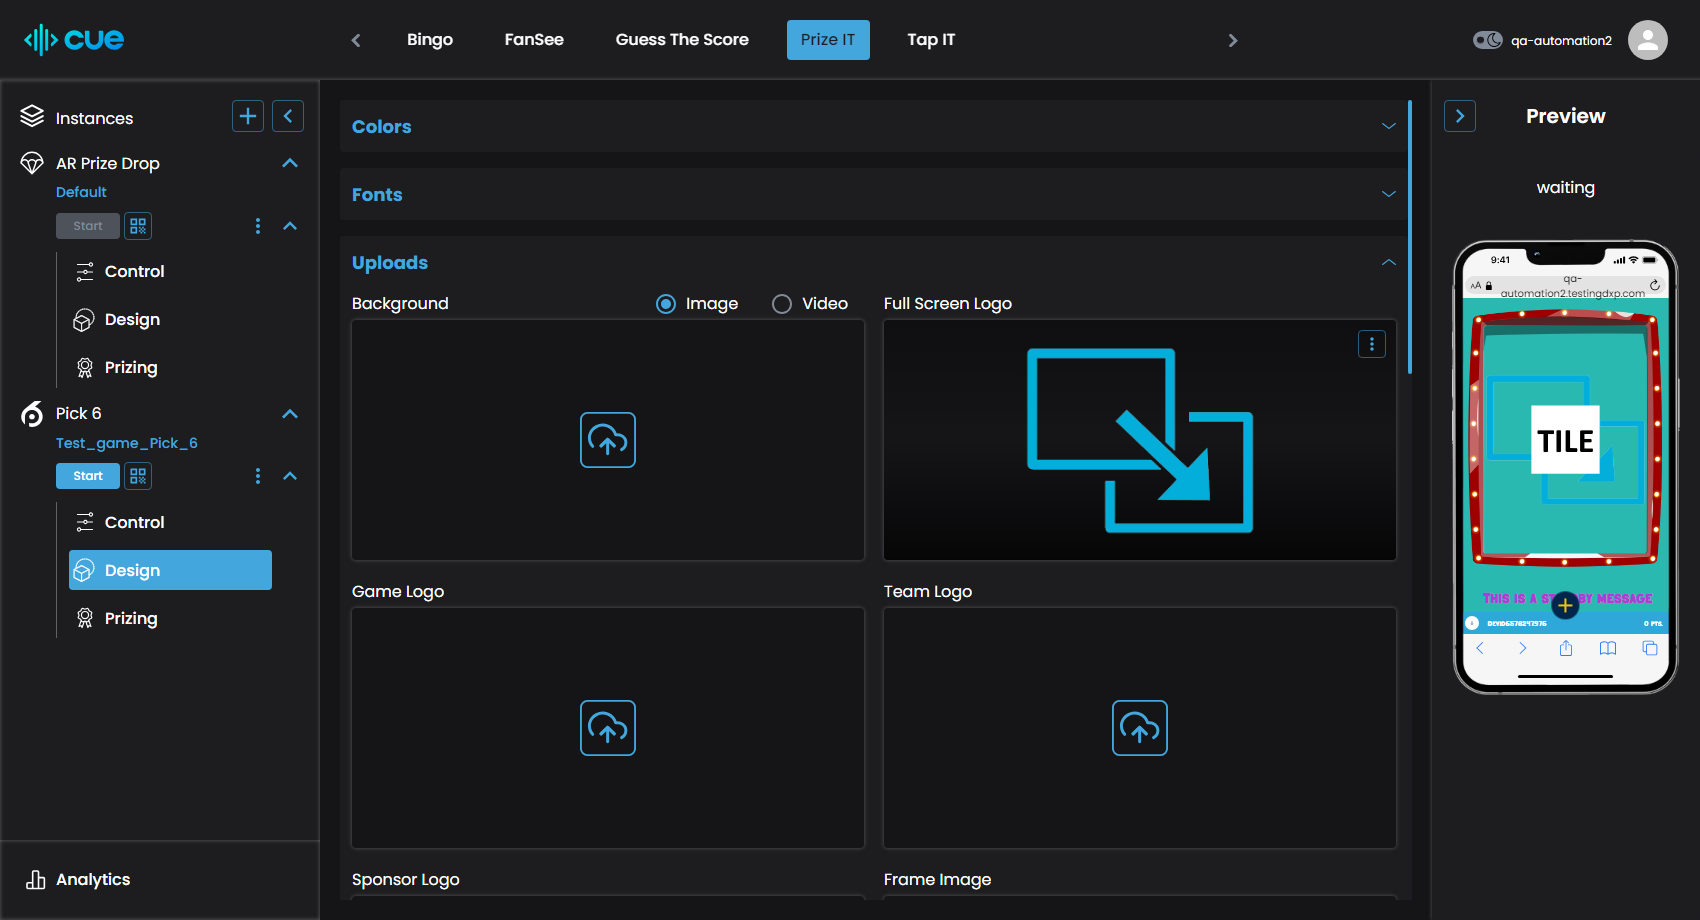 cue
Bingo
FanSee
Guess The Score
Prize IT
Tap IT
qa-automation2
Instances
AR Prize Drop
Default
Start
Control
Design
Prizing
Pick 6
Test_game_Pick_6
Start
Control
Design
Prizing
Analytics
Colors
Fonts
Uploads
Background
Image
Video
Full Screen Logo
Game Logo
Team Logo
Sponsor Logo
Frame Image
Preview
waiting
9:41
AA
qa-
automation2.testingdxp.com
TILE
THIS IS A ST BY MESSAGE
0 PTS.